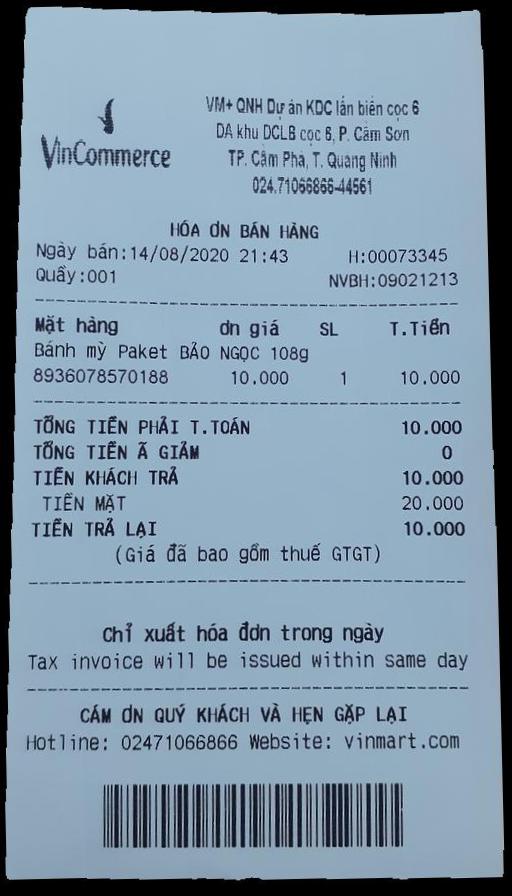 VinCommerce
VM+ QNH Dự án KDC lấn biển cọc 6
DA khu DCLB cọc 6, P. Cẩm Sơn
TP. Cẩm Phả, T. Quảng Ninh
024.71066866-44561
HÓA ƠN BÁN HÀNG
Ngày bán:14/08/2020 21:43 H:00073345
Quầy:001 NVBH:09021213
Mặt hàng ơn giá SL T.Tiền
Bánh mỳ Paket BẢO NGỌC 108g
8936078570188 10.000 1 10.000
TỔNG TIỀN PHẢI T.TOÁN 10.000
TỔNG TIỀN Ã GIẢM 0
TIỀN KHÁCH TRẢ 10.000
TIỀN MẶT 20.000
TIỀN TRẢ LẠI 10.000
(Giá đã bao gồm thuế GTGT)
Chỉ xuất hóa đơn trong ngày
Tax invoice will be issued within same day
CÁM ƠN QUÝ KHÁCH VÀ HẸN GẶP LẠI
Hotline: 02471066866 Website: vinmart.com